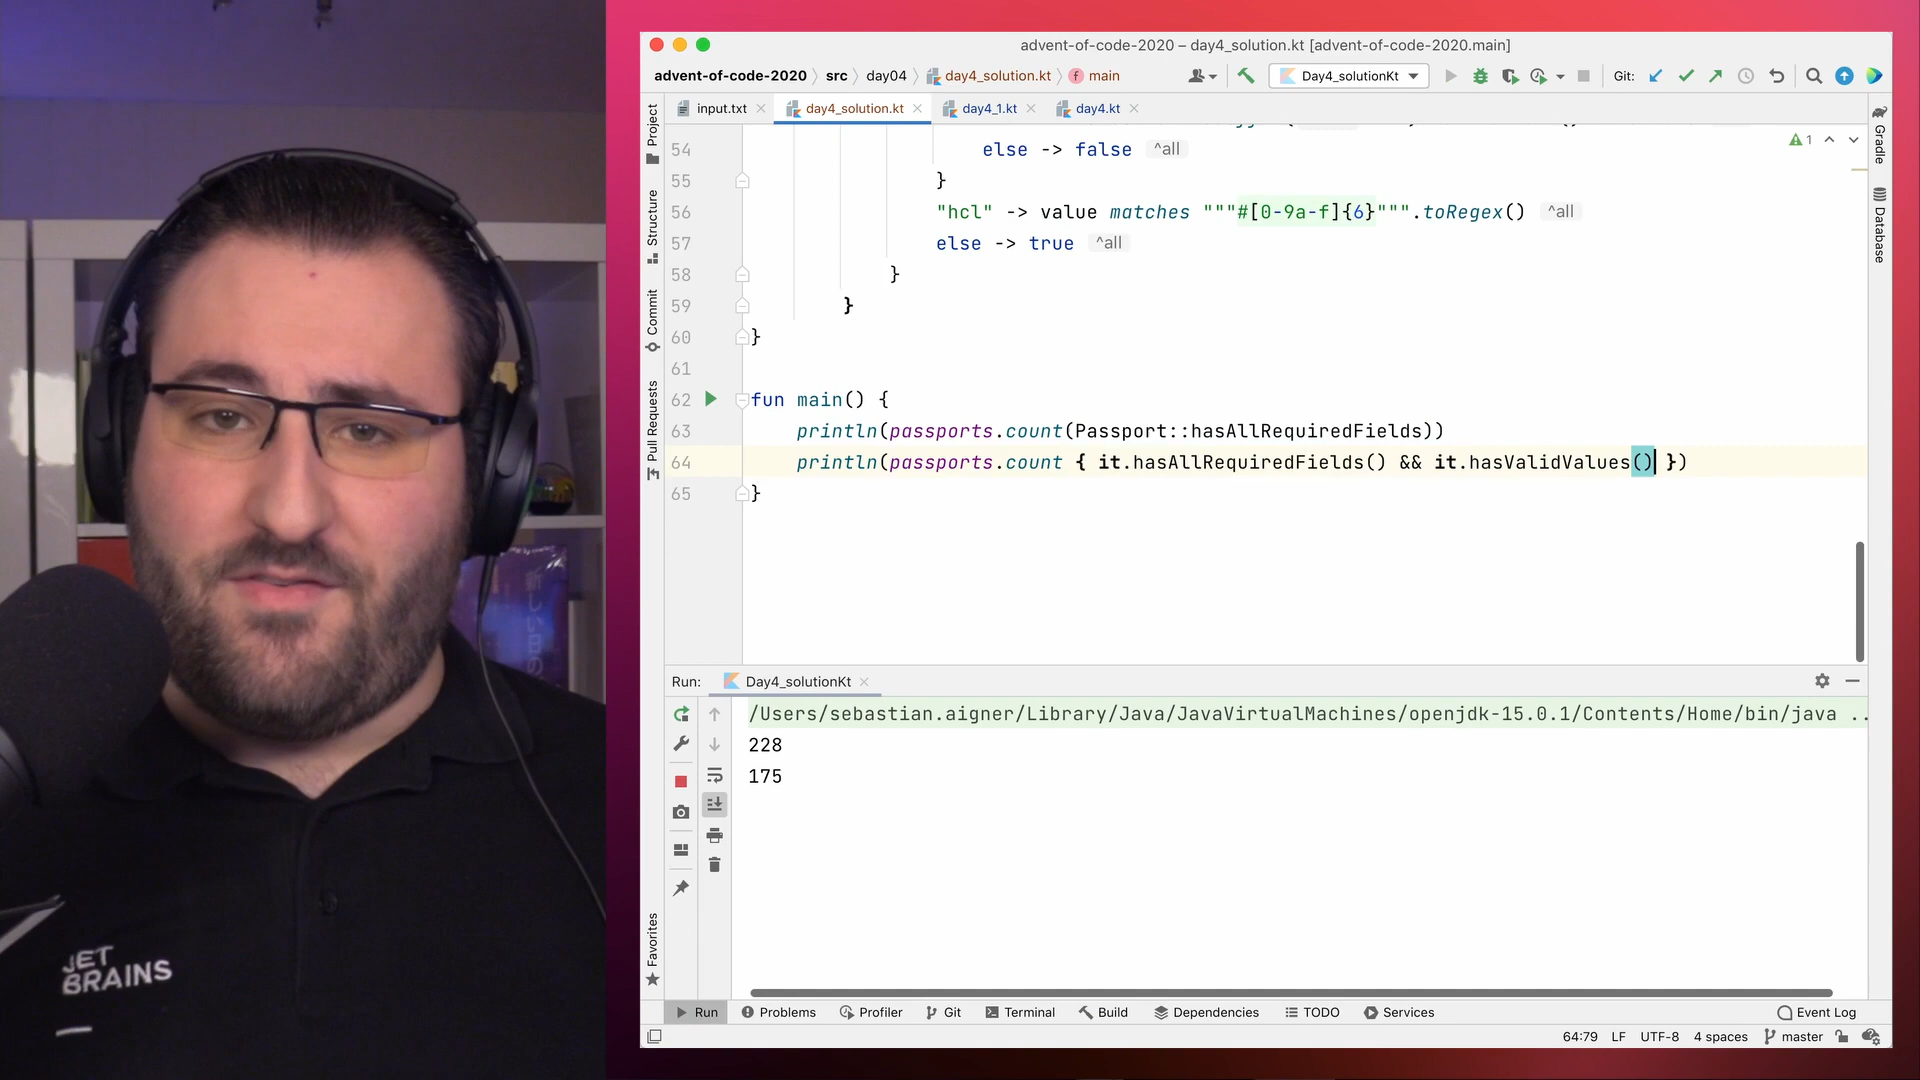 JET
BRAINS
advent-of-code-2020 – day4_solution.kt [advent-of-code-2020.main]
advent-of-code-2020 src day04 day4_solution.kt main
Day4_solutionKt
Git:
input.txt day4_solution.kt day4_1.kt day4.kt
Project
Structure
Commit
Pull Requests
Favorites
Gradle
Database
1
54 else -> false ^all
55 }
56 "hcl" -> value matches """#[0-9a-f]{6}""".toRegex() ^all
57 else -> true ^all
58 }
59 }
60 }
61
62 fun main() {
63 println(passports.count(Passport::hasAllRequiredFields))
64 println(passports.count { it.hasAllRequiredFields() && it.hasValidValues() })
65 }
Run: Day4_solutionKt
/Users/sebastian.aigner/Library/Java/JavaVirtualMachines/openjdk-15.0.1/Contents/Home/bin/java ..
228
175
Run Problems Profiler Git Terminal Build Dependencies TODO Services Event Log
64:79 LF UTF-8 4 spaces master